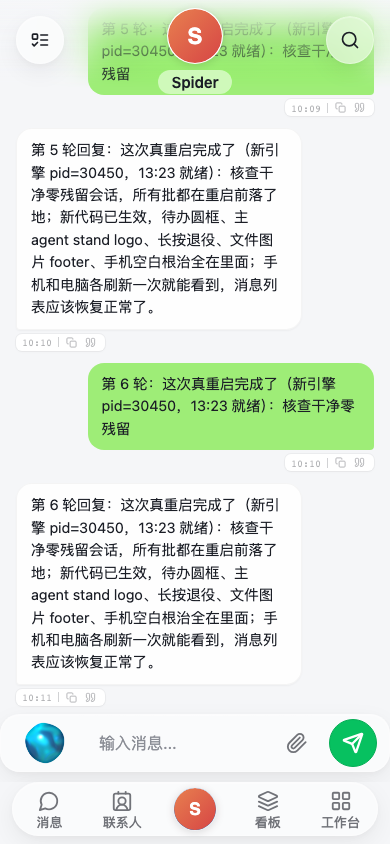 第 5 轮：这
S
pid=3045
残留
Spider
10:09
第 5 轮回复：这次真重启完成了（新引
擎 pid=30450，13:23 就绪）：核查干
净零残留会话，所有批都在重启前落了
地；新代码已生效，待办圆框、主
agent stand logo、长按退役、文件图
片 footer、手机空白根治全在里面；手
机和电脑各刷新一次就能看到，消息列
表应该恢复正常了。
10:10
第 6 轮：这次真重启完成了（新引擎
pid=30450，13:23 就绪）：核查干净零
残留
10:10
第 6 轮回复：这次真重启完成了（新引
擎 pid=30450，13:23 就绪）：核查干
净零残留会话，所有批都在重启前落了
地；新代码已生效，待办圆框、主
agent stand logo、长按退役、文件图
片 footer、手机空白根治全在里面；手
机和电脑各刷新一次就能看到，消息列
表应该恢复正常了。
10:11
输入消息...
消息
联系人
S
看板
工作台